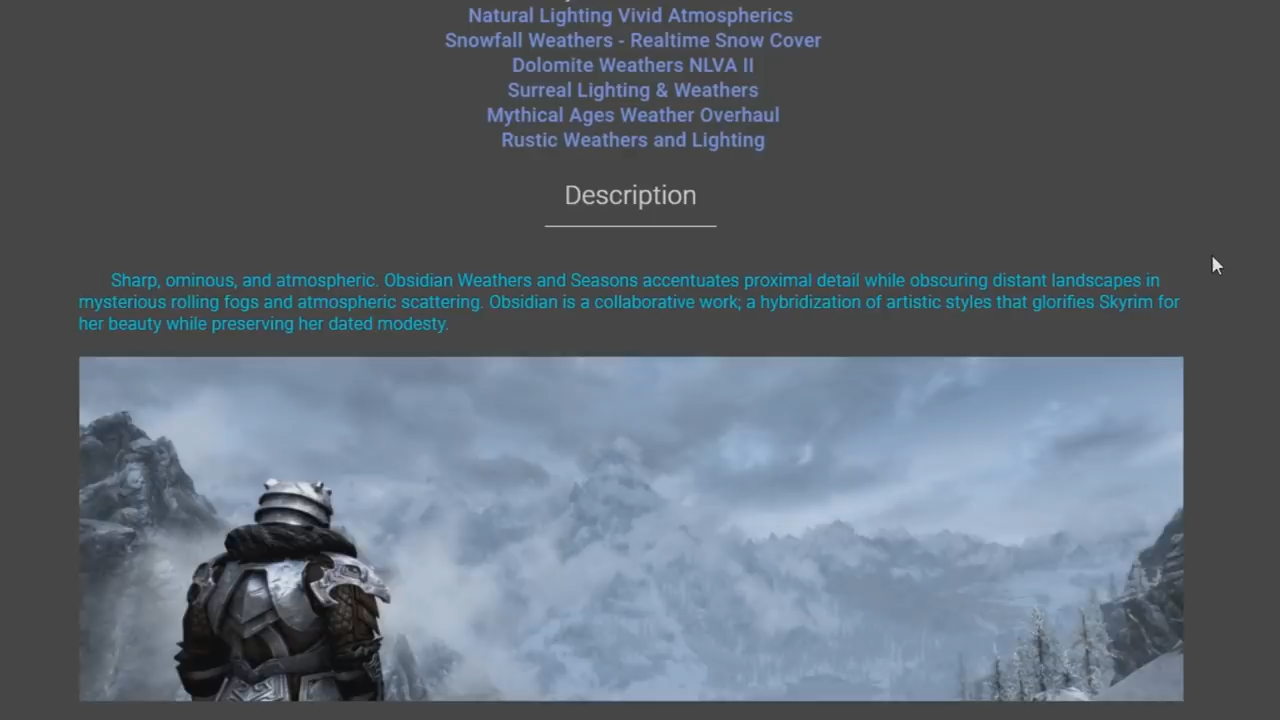 Natural Lighting Vivid Atmospherics
Snowfall Weathers - Realtime Snow Cover
Dolomite Weathers NLVA II
Surreal Lighting & Weathers
Mythical Ages Weather Overhaul
Rustic Weathers and Lighting
Description
Sharp, ominous, and atmospheric. Obsidian Weathers and Seasons accentuates proximal detail while obscuring distant landscapes in
mysterious rolling fogs and atmospheric scattering. Obsidian is a collaborative work; a hybridization of artistic styles that glorifies Skyrim for
her beauty while preserving her dated modesty.